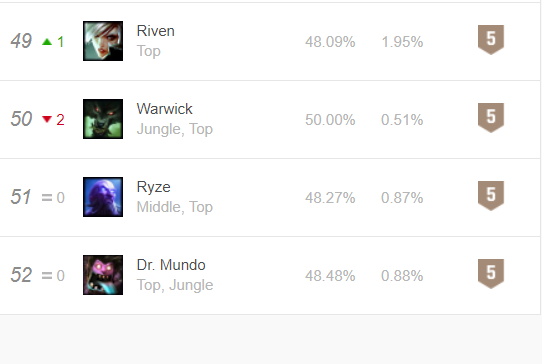 49 1 Riven 48.09% 1.95% 5
Top
50 2 Warwick 50.00% 0.51% 5
Jungle, Top
51 0 Ryze 48.27% 0.87% 5
Middle, Top
52 0 Dr. Mundo 48.48% 0.88% 5
Top, Jungle